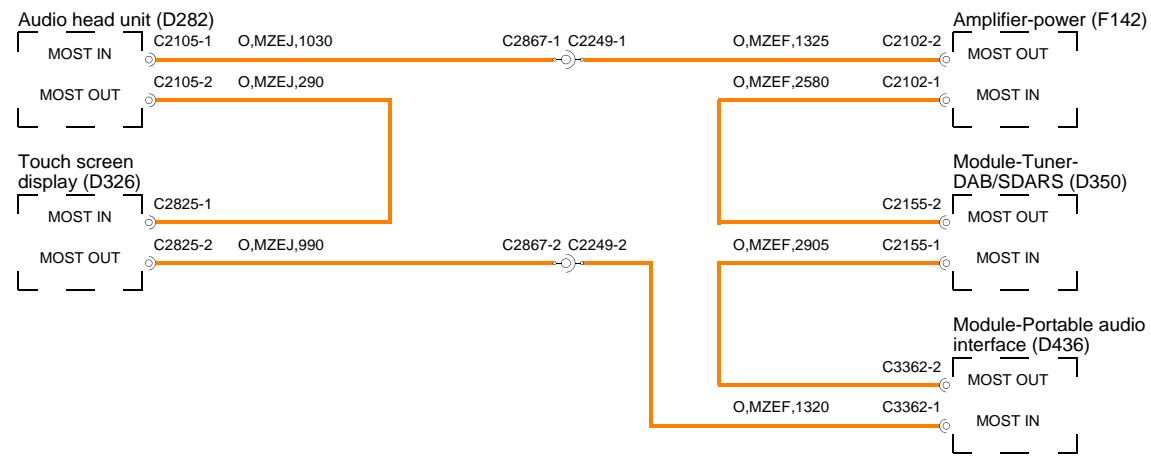 Audio head unit (D282)
Amplifier-power (F142)
MOST IN
C2105-1
O,MZEJ,1030
C2867-1
C2249-1
O,MZEF,1325
C2102-2
MOST OUT
MOST OUT
C2105-2
O,MZEJ,290
O,MZEF,2580
C2102-1
MOST IN
Touch screen
display (D326)
Module-Tuner-
DAB/SDARS (D350)
MOST IN
C2825-1
C2155-2
MOST OUT
MOST OUT
C2825-2
O,MZEJ,990
C2867-2
C2249-2
O,MZEF,2905
C2155-1
MOST IN
Module-Portable audio
interface (D436)
C3362-2
MOST OUT
O,MZEF,1320
C3362-1
MOST IN